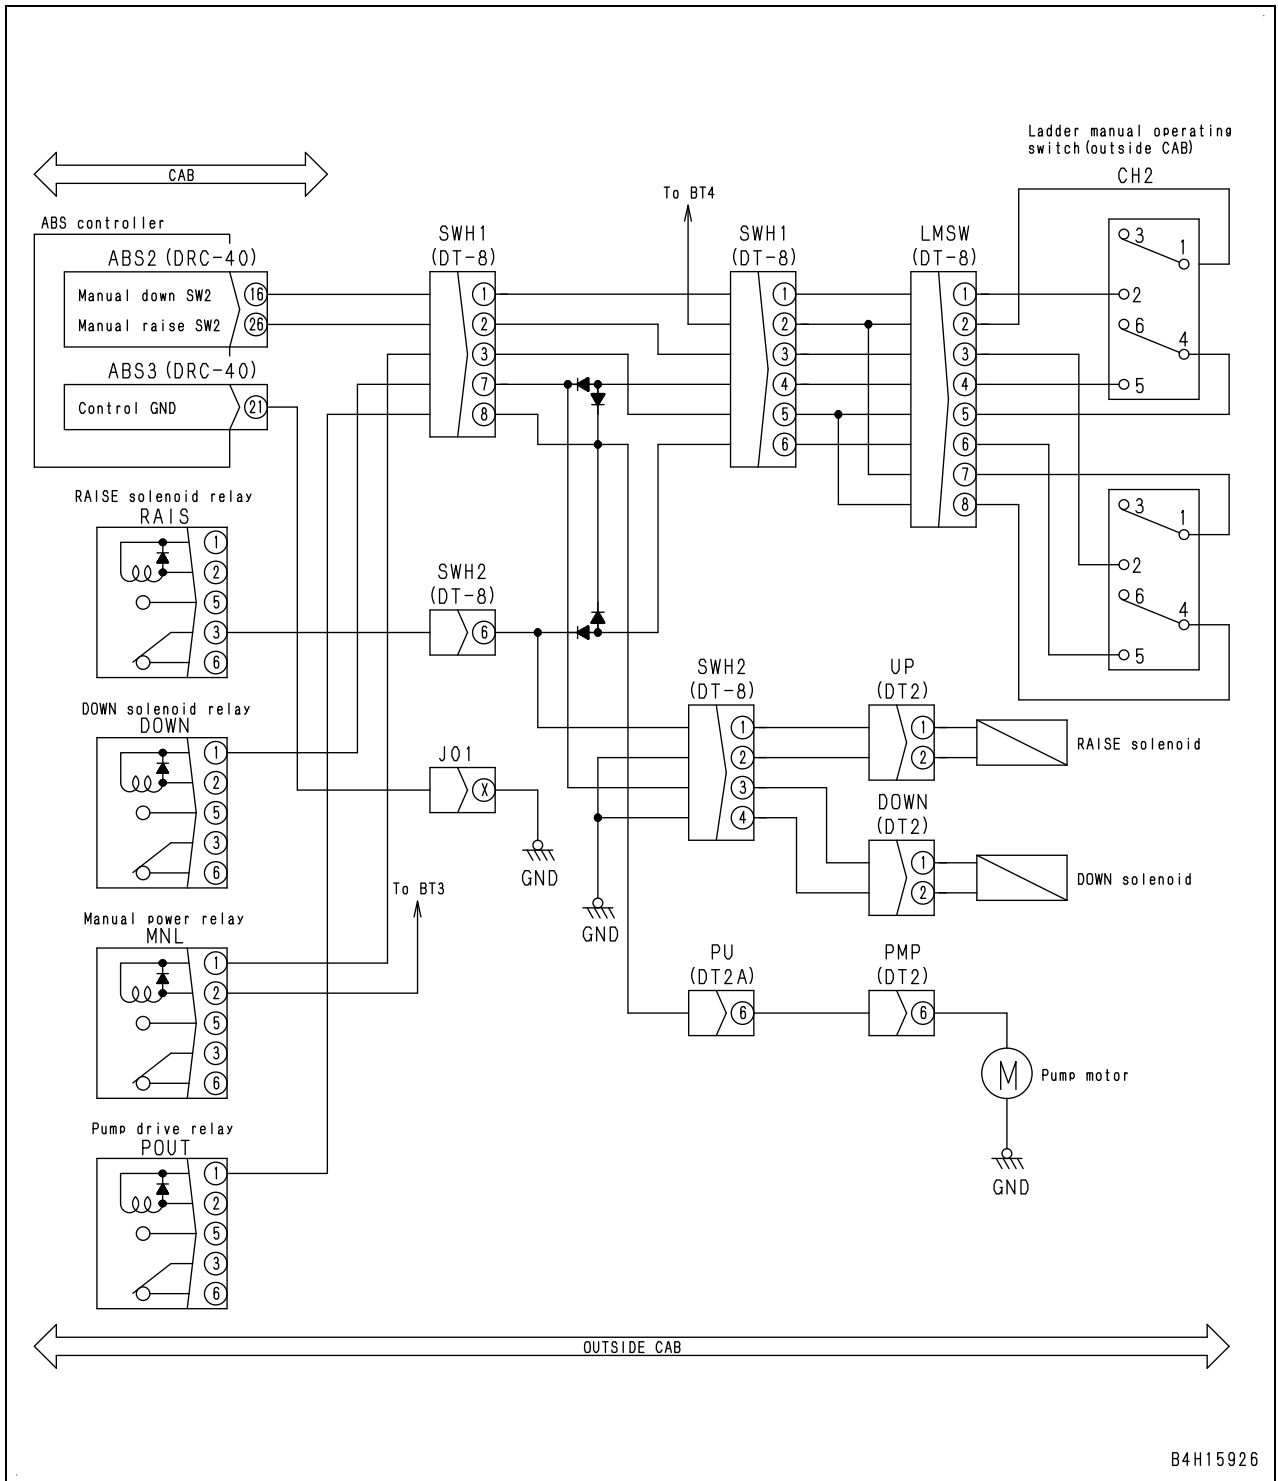 Ladder manual operating
switch(outside CAB)
CH2
CAB
To BT4
ABS controller
ABS2 (DRC-40)
Manual down SW2
16
Manual raise SW2
26
ABS3 (DRC-40)
Control GND
21
SWH1
(DT-8)
1
2
3
7
8
SWH1
(DT-8)
1
2
3
4
5
6
LMSW
(DT-8)
1
2
3
4
5
6
7
8
3
1
2
6
4
5
3
1
2
6
4
5
RAISE solenoid relay
RAIS
1
2
5
3
6
SWH2
(DT-8)
6
DOWN solenoid relay
DOWN
1
2
5
3
6
J01
X
GND
SWH2
(DT-8)
1
2
3
4
GND
UP
(DT2)
1
2
RAISE solenoid
DOWN
(DT2)
1
2
DOWN solenoid
To BT3
Manual power relay
MNL
1
2
5
3
6
PU
(DT2A)
6
PMP
(DT2)
6
M
Pump motor
GND
Pump drive relay
POUT
1
2
5
3
6
OUTSIDE CAB
B4H15926